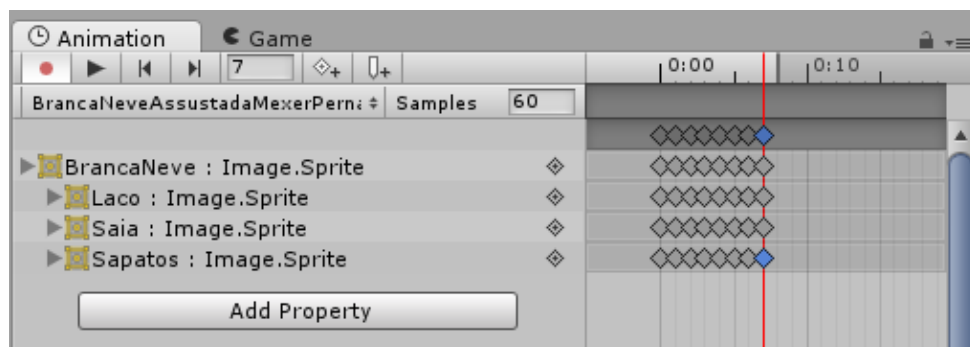 Animation Game
7 0:00 0:10
BrancaNeveAssustadaMexerPerna Samples 60
BrancaNeve : Image.Sprite
Laco : Image.Sprite
Saia : Image.Sprite
Sapatos : Image.Sprite
Add Property